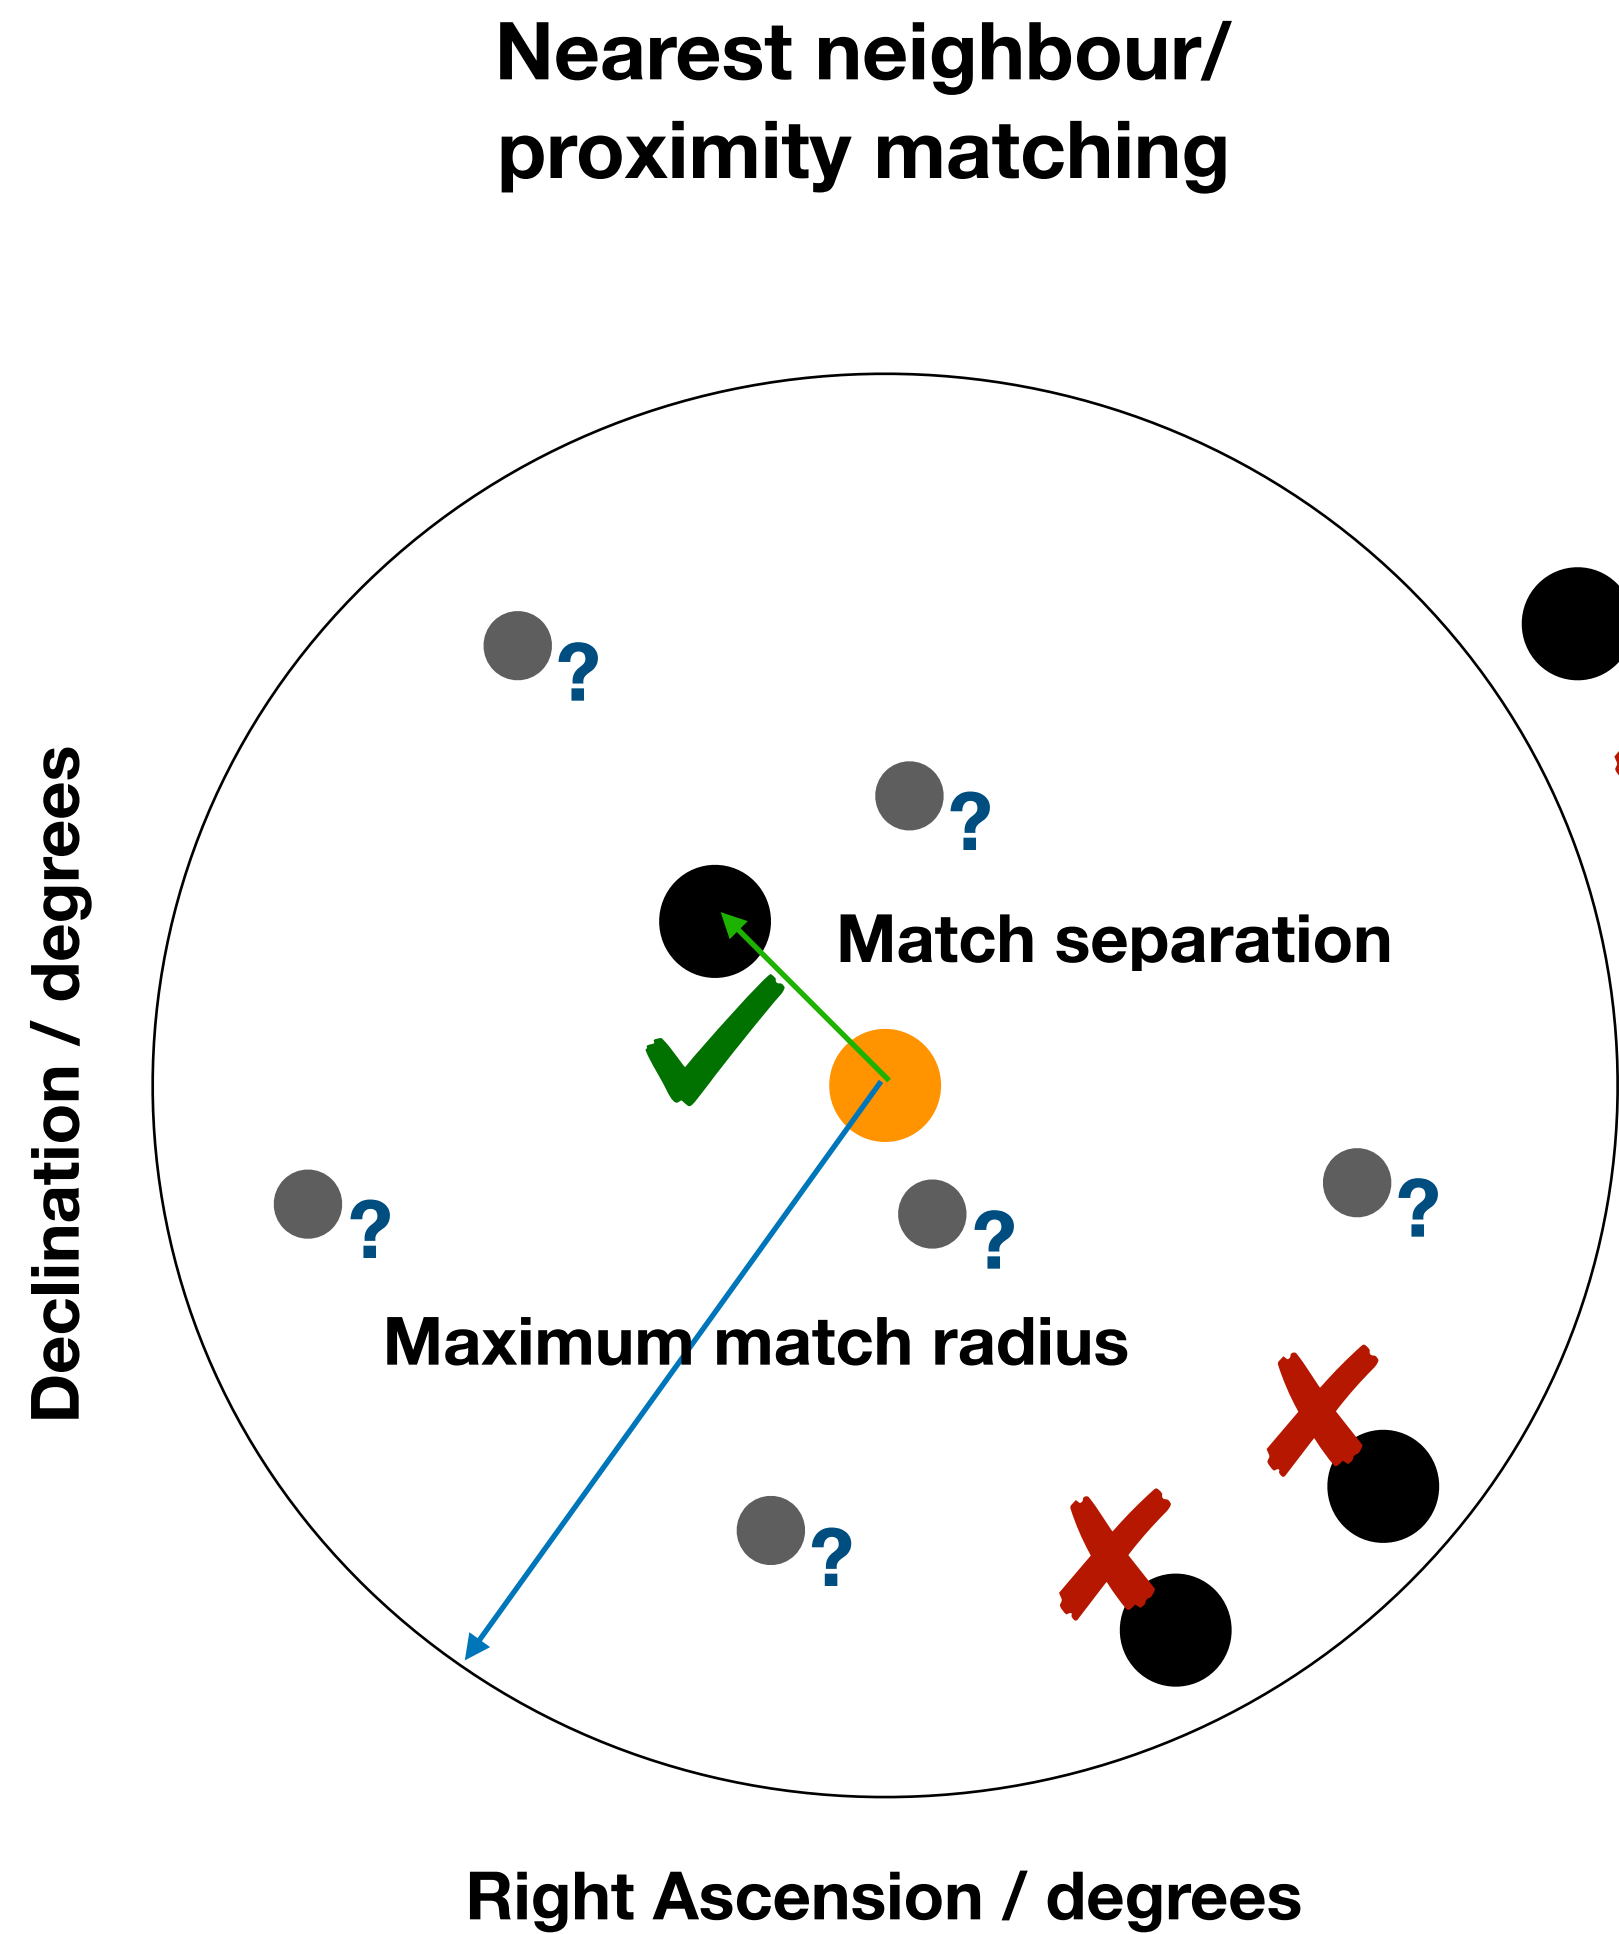 Nearest neighbour/
proximity matching
?
?
Match separation
Declination / degrees
?
?
?
Maximum match radius
?
Right Ascension / degrees